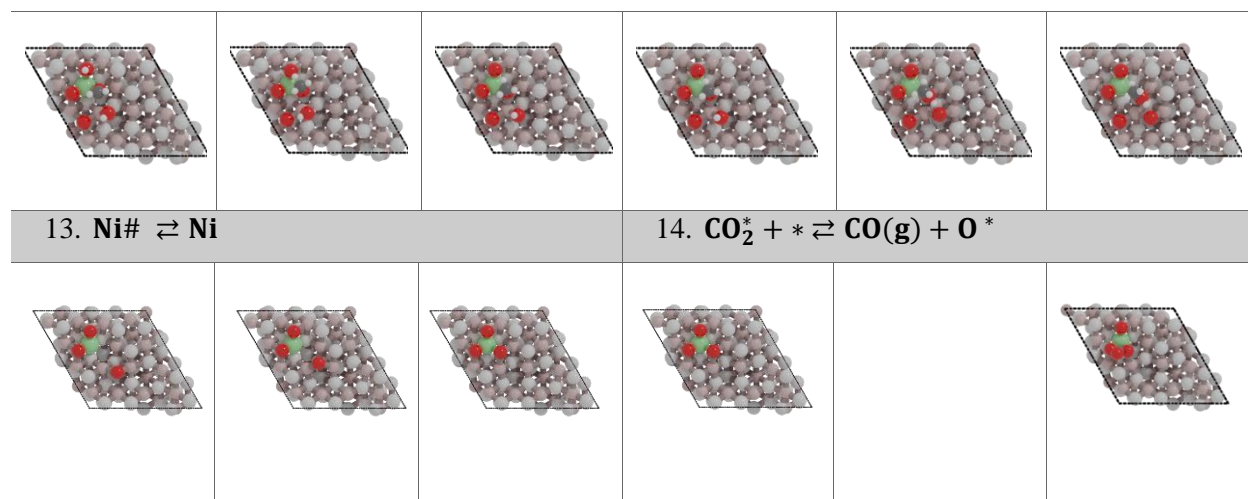 13. Ni# ⇄ Ni
14. CO₂* + * ⇄ CO(g) + O *